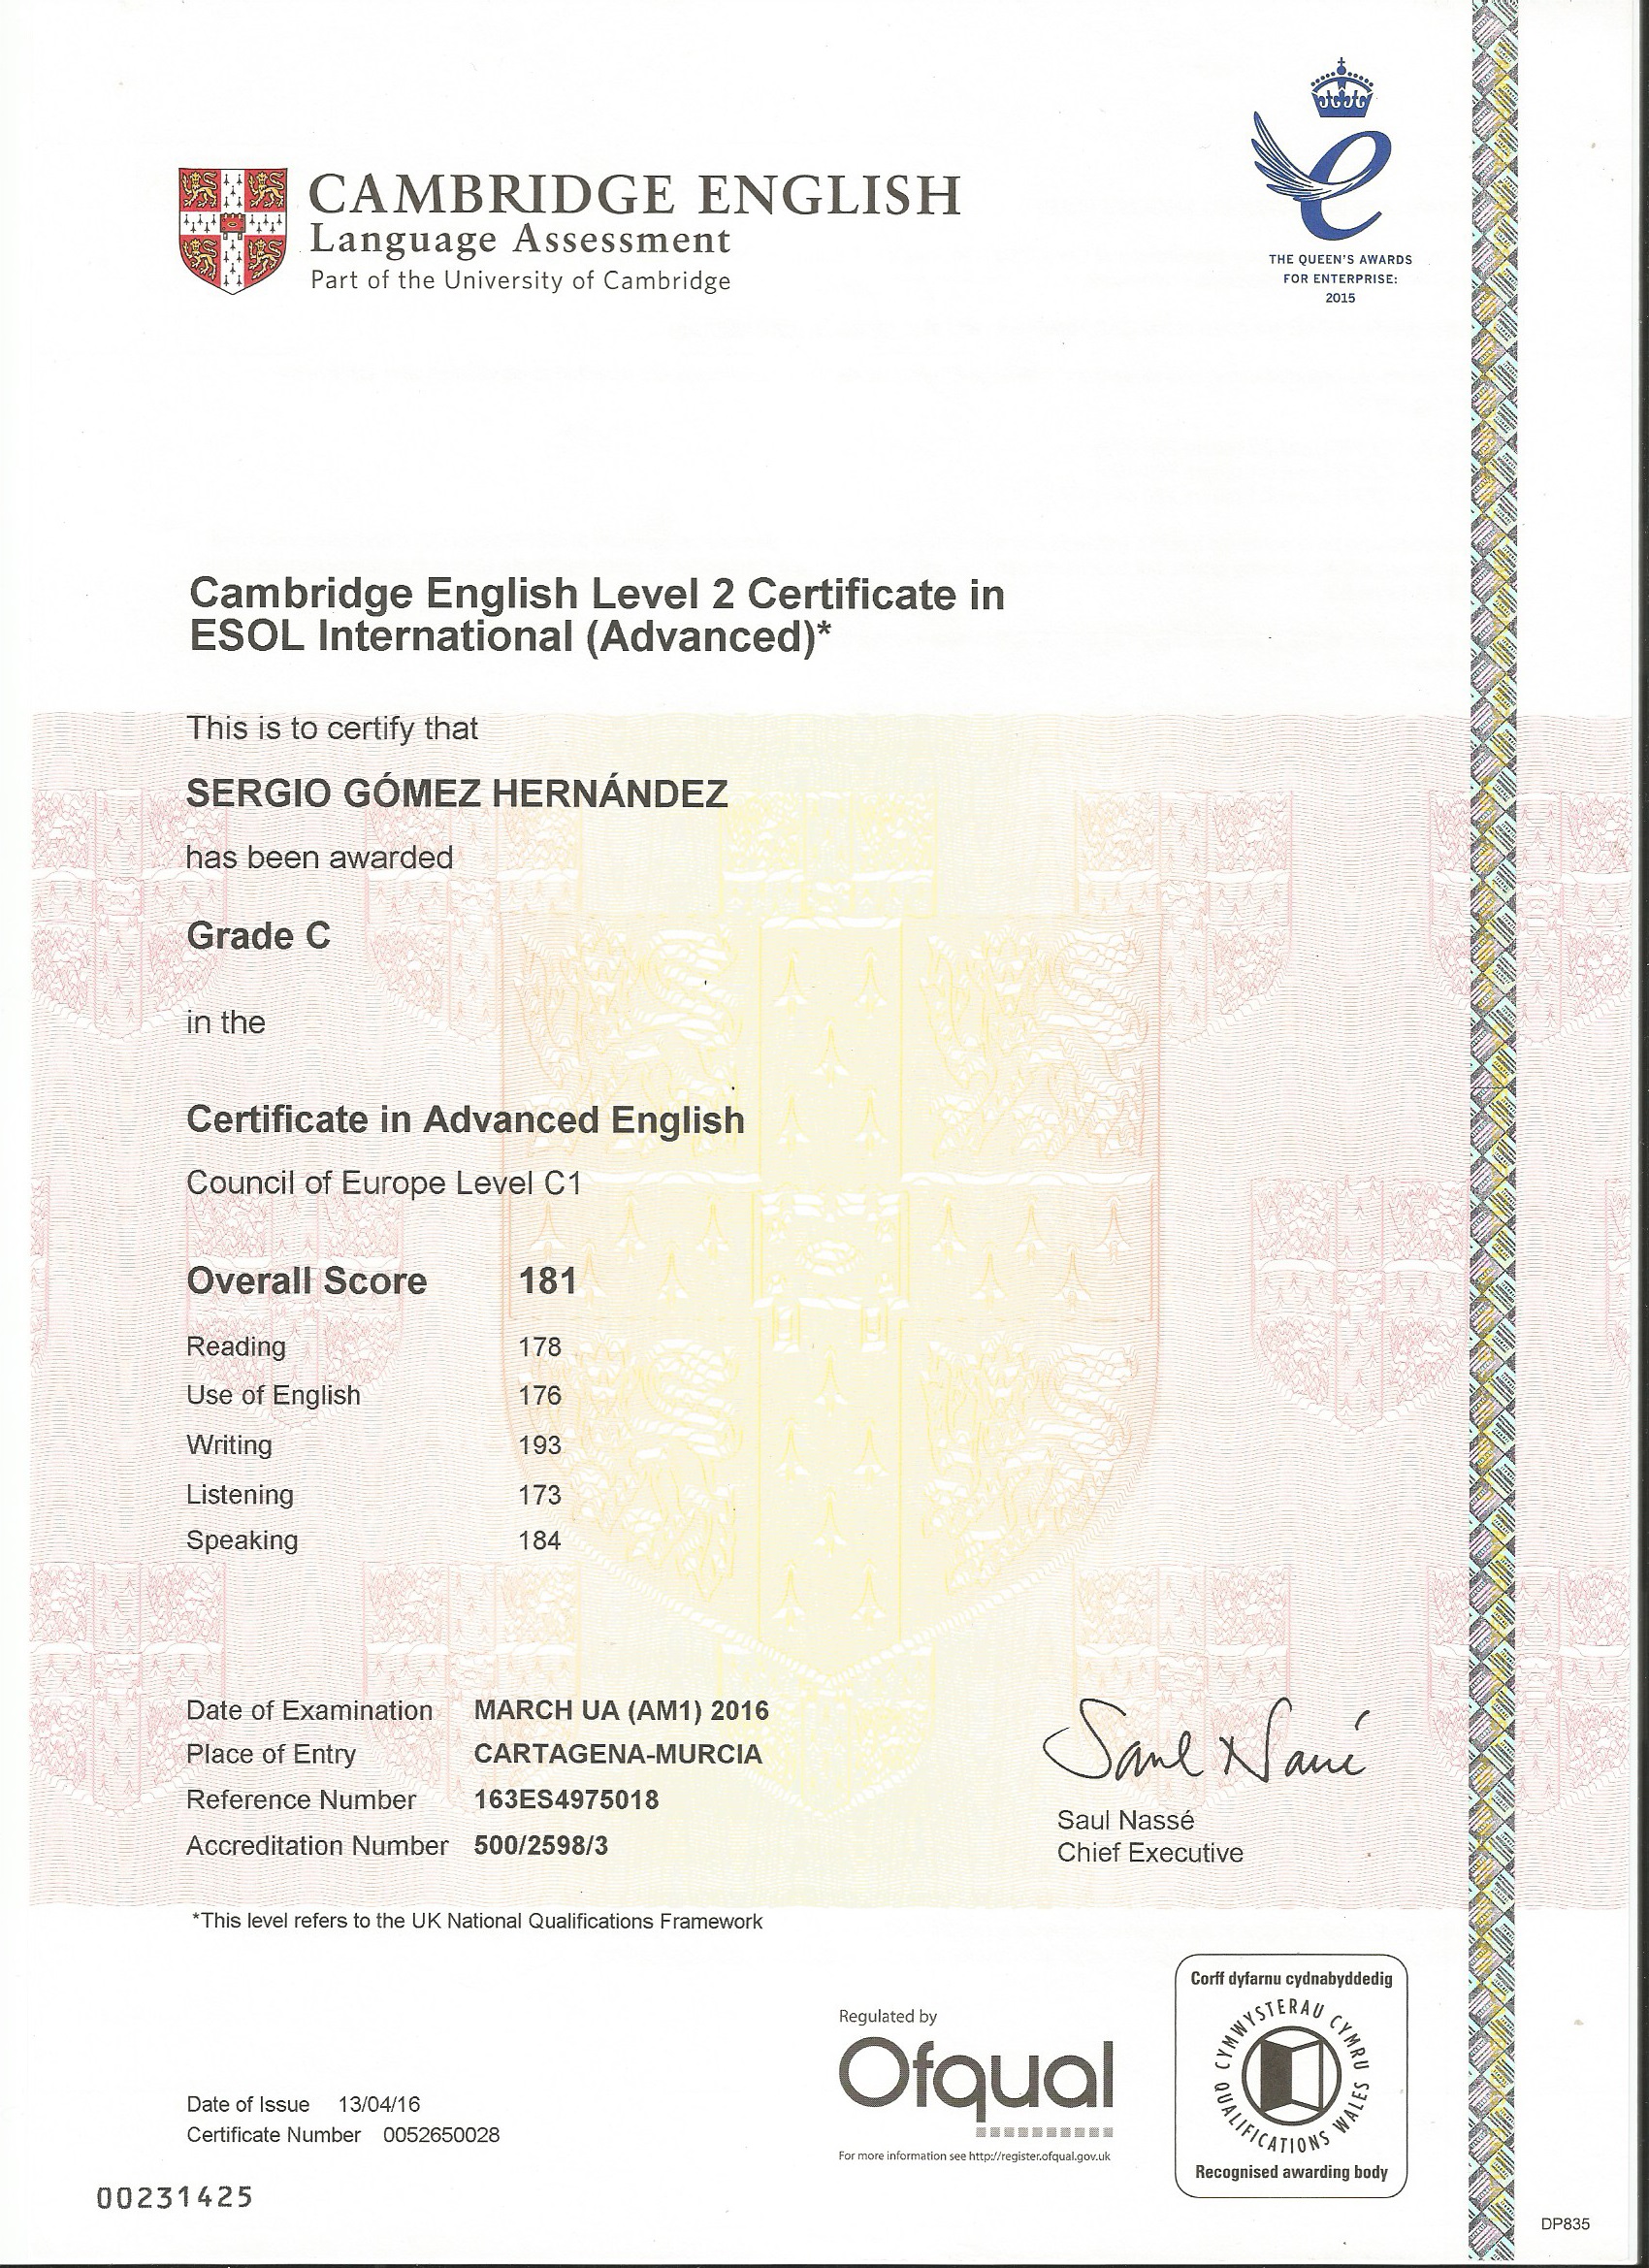 CAMBRIDGE ENGLISH
Language Assessment
Part of the University of Cambridge
THE QUEEN'S AWARDS
FOR ENTERPRISE:
2015
Cambridge English Level 2 Certificate in
ESOL International (Advanced)*
This is to certify that
SERGIO GÓMEZ HERNÁNDEZ
has been awarded
Grade C
in the
Certificate in Advanced English
Council of Europe Level C1
Overall Score 181
Reading 178
Use of English 176
Writing 193
Listening 173
Speaking 184
Date of Examination MARCH UA (AM1) 2016
Place of Entry CARTAGENA-MURCIA
Reference Number 163ES4975018
Accreditation Number 500/2598/3
Saul Nassé
Saul Nassé
Chief Executive
*This level refers to the UK National Qualifications Framework
Regulated by
Ofqual
For more information see http://register.ofqual.gov.uk
Corff dyfarnu cydnabyddedig
CYMWYSTERAU CYMRU
QUALIFICATIONS WALES
Recognised awarding body
Date of Issue 13/04/16
Certificate Number 0052650028
00231425
DP835